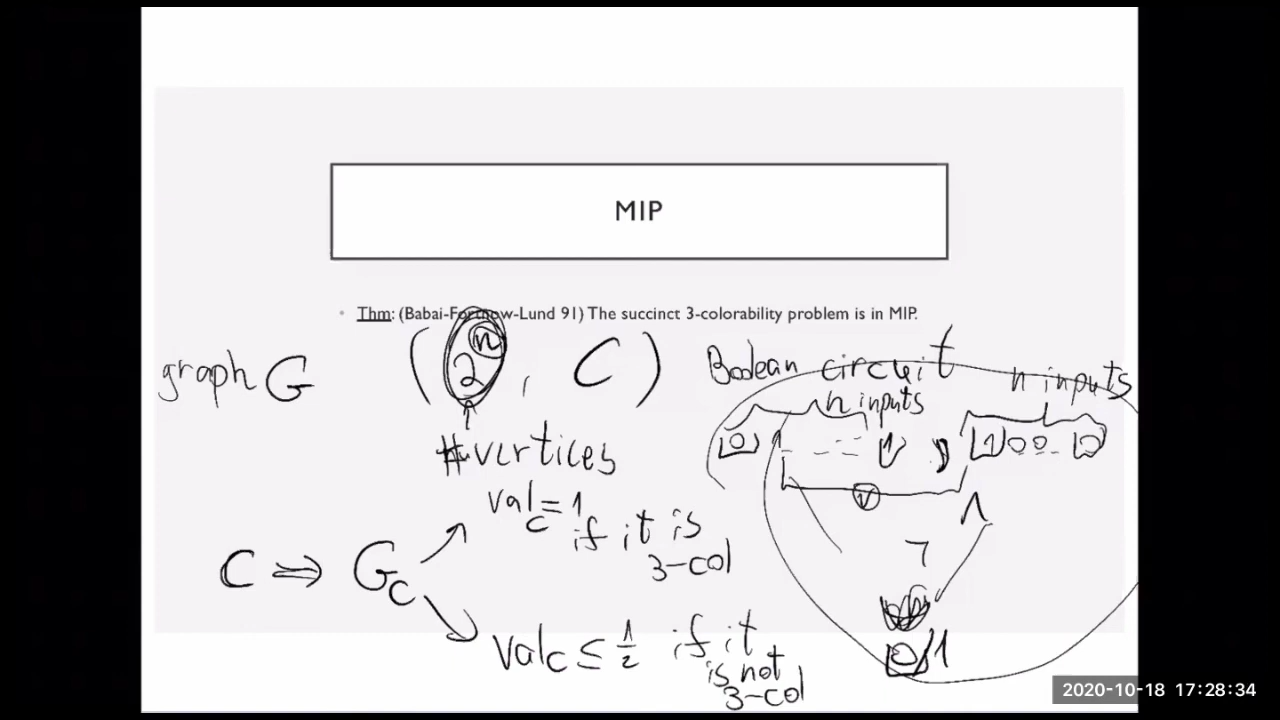 MIP
• Thm: (Babai-Fortnow-Lund 91) The succinct 3-colorability problem is in MIP.
graph G ( 2^n , C ) Boolean circuit
n inputs n inputs
0 1 --- 1 , 1 0 0 -- 0
#vertices
∨ ∧
val_C = 1
if it is
3-col
¬
C ⇒ G_C
0/1
val_C ≤ 1/2 if it
is not
3-col
2020-10-18 17:28:34